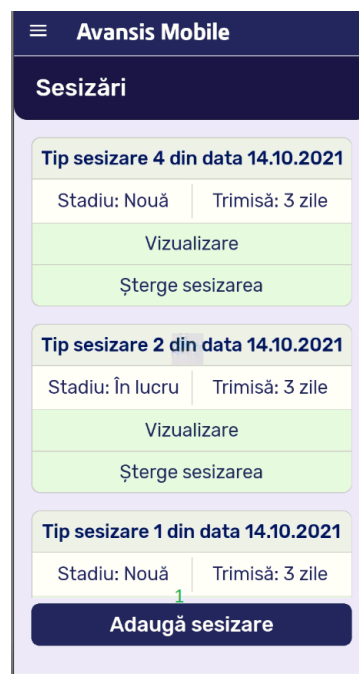 Avansis Mobile
Sesizări
Tip sesizare 4 din data 14.10.2021
Stadiu: Nouă Trimisă: 3 zile
Vizualizare
Șterge sesizarea
Tip sesizare 2 din data 14.10.2021
Stadiu: În lucru Trimisă: 3 zile
Vizualizare
Șterge sesizarea
Tip sesizare 1 din data 14.10.2021
Stadiu: Nouă Trimisă: 3 zile
1
Adaugă sesizare